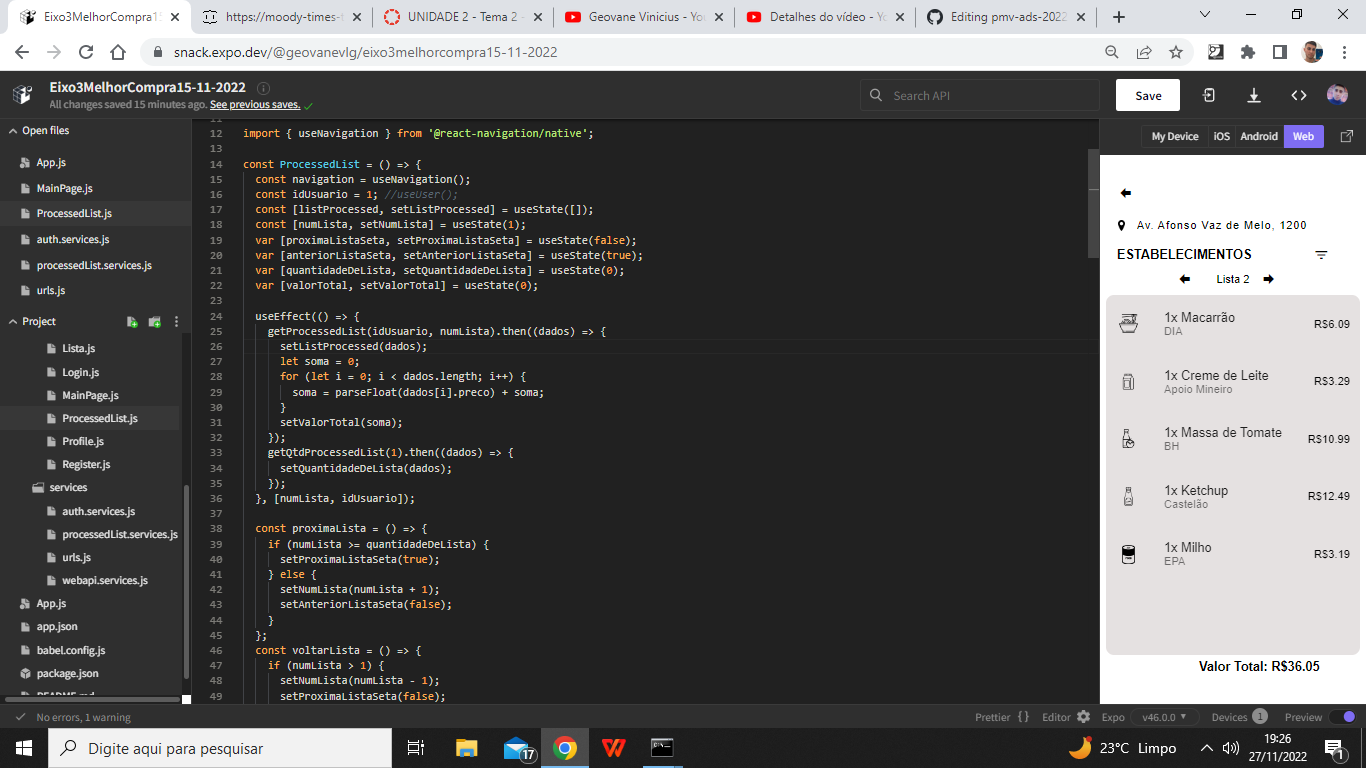 Eixo3MelhorCompra1
https://moody-times-t
UNIDADE 2 - Tema 2 -
Geovane Vinicius - You
Detalhes do vídeo - Yo
Editing pmv-ads-2022
snack.expo.dev/@geovanevlg/eixo3melhorcompra15-11-2022
Eixo3MelhorCompra15-11-2022
All changes saved 15 minutes ago. See previous saves.
Search API
Save
Open files
App.js
MainPage.js
ProcessedList.js
auth.services.js
processedList.services.js
urls.js
Project
Lista.js
Login.js
MainPage.js
ProcessedList.js
Profile.js
Register.js
services
auth.services.js
processedList.services.js
urls.js
webapi.services.js
App.js
app.json
babel.config.js
package.json
README.md
11
12 import { useNavigation } from '@react-navigation/native';
13
14 const ProcessedList = () => {
15 const navigation = useNavigation();
16 const idUsuario = 1; //useUser();
17 const [listProcessed, setListProcessed] = useState([]);
18 const [numLista, setNumLista] = useState(1);
19 var [proximaListaSeta, setProximaListaSeta] = useState(false);
20 var [anteriorListaSeta, setAnteriorListaSeta] = useState(true);
21 var [quantidadeDeLista, setQuantidadeDeLista] = useState(0);
22 var [valorTotal, setValorTotal] = useState(0);
23
24 useEffect(() => {
25 getProcessedList(idUsuario, numLista).then((dados) => {
26 setListProcessed(dados);
27 let soma = 0;
28 for (let i = 0; i < dados.length; i++) {
29 soma = parseFloat(dados[i].preco) + soma;
30 }
31 setValorTotal(soma);
32 });
33 getQtdProcessedList(1).then((dados) => {
34 setQuantidadeDeLista(dados);
35 });
36 }, [numLista, idUsuario]);
37
38 const proximaLista = () => {
39 if (numLista >= quantidadeDeLista) {
40 setProximaListaSeta(true);
41 } else {
42 setNumLista(numLista + 1);
43 setAnteriorListaSeta(false);
44 }
45 };
46 const voltarLista = () => {
47 if (numLista > 1) {
48 setNumLista(numLista - 1);
49 setProximaListaSeta(false);
My Device
iOS
Android
Web
Av. Afonso Vaz de Melo, 1200
ESTABELECIMENTOS
Lista 2
1x Macarrão
DIA
R$6.09
1x Creme de Leite
Apoio Mineiro
R$3.29
1x Massa de Tomate
BH
R$10.99
1x Ketchup
Castelão
R$12.49
1x Milho
EPA
R$3.19
Valor Total: R$36.05
No errors, 1 warning
Prettier {}
Editor
Expo
v46.0.0
Devices 1
Preview
Digite aqui para pesquisar
17
23°C Limpo
19:26
27/11/2022
1